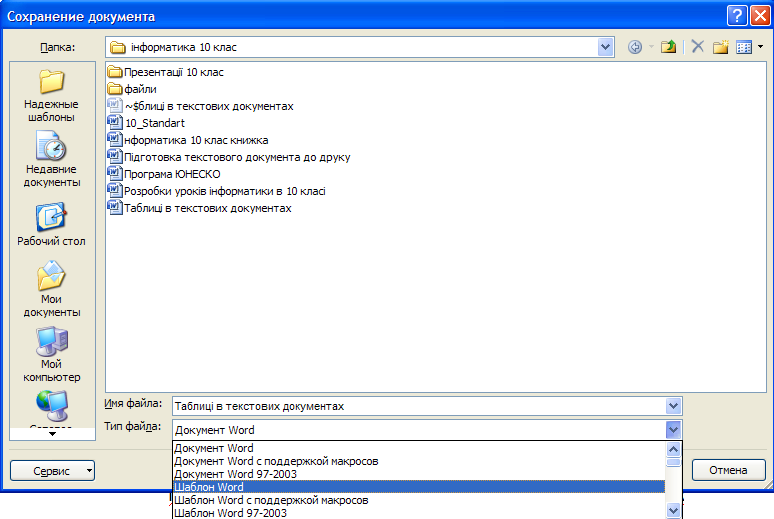 Сохранение документа
Папка:
інформатика 10 клас
Надежные шаблоны
Недавние документы
Рабочий стол
Мои документы
Мой компьютер
Презентації 10 клас
файли
~$блиці в текстових документах
10_Standart
нформатика 10 клас книжка
Підготовка текстового документа до друку
Програма ЮНЕСКО
Розробки уроків інформатики в 10 класі
Таблиці в текстових документах
Имя файла:
Таблиці в текстових документах
Тип файла:
Документ Word
Документ Word
Документ Word с поддержкой макросов
Документ Word 97-2003
Шаблон Word
Шаблон Word с поддержкой макросов
Шаблон Word 97-2003
Сервис
Отмена